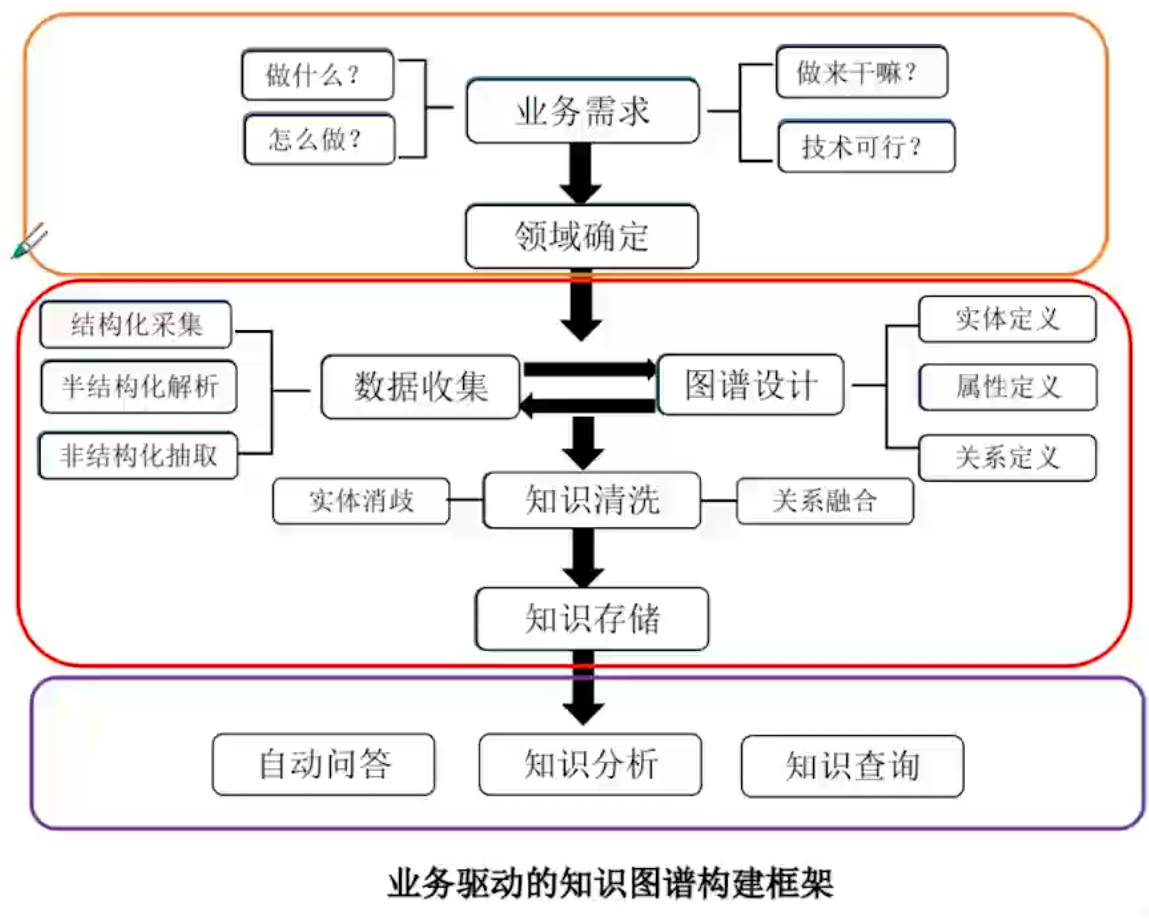 做什么?
做来干嘛?
业务需求
怎么做?
技术可行?
领域确定
结构化采集
实体定义
半结构化解析
数据收集
图谱设计
属性定义
非结构化抽取
关系定义
实体消歧
知识清洗
关系融合
知识存储
自动问答
知识分析
知识查询
业务驱动的知识图谱构建框架